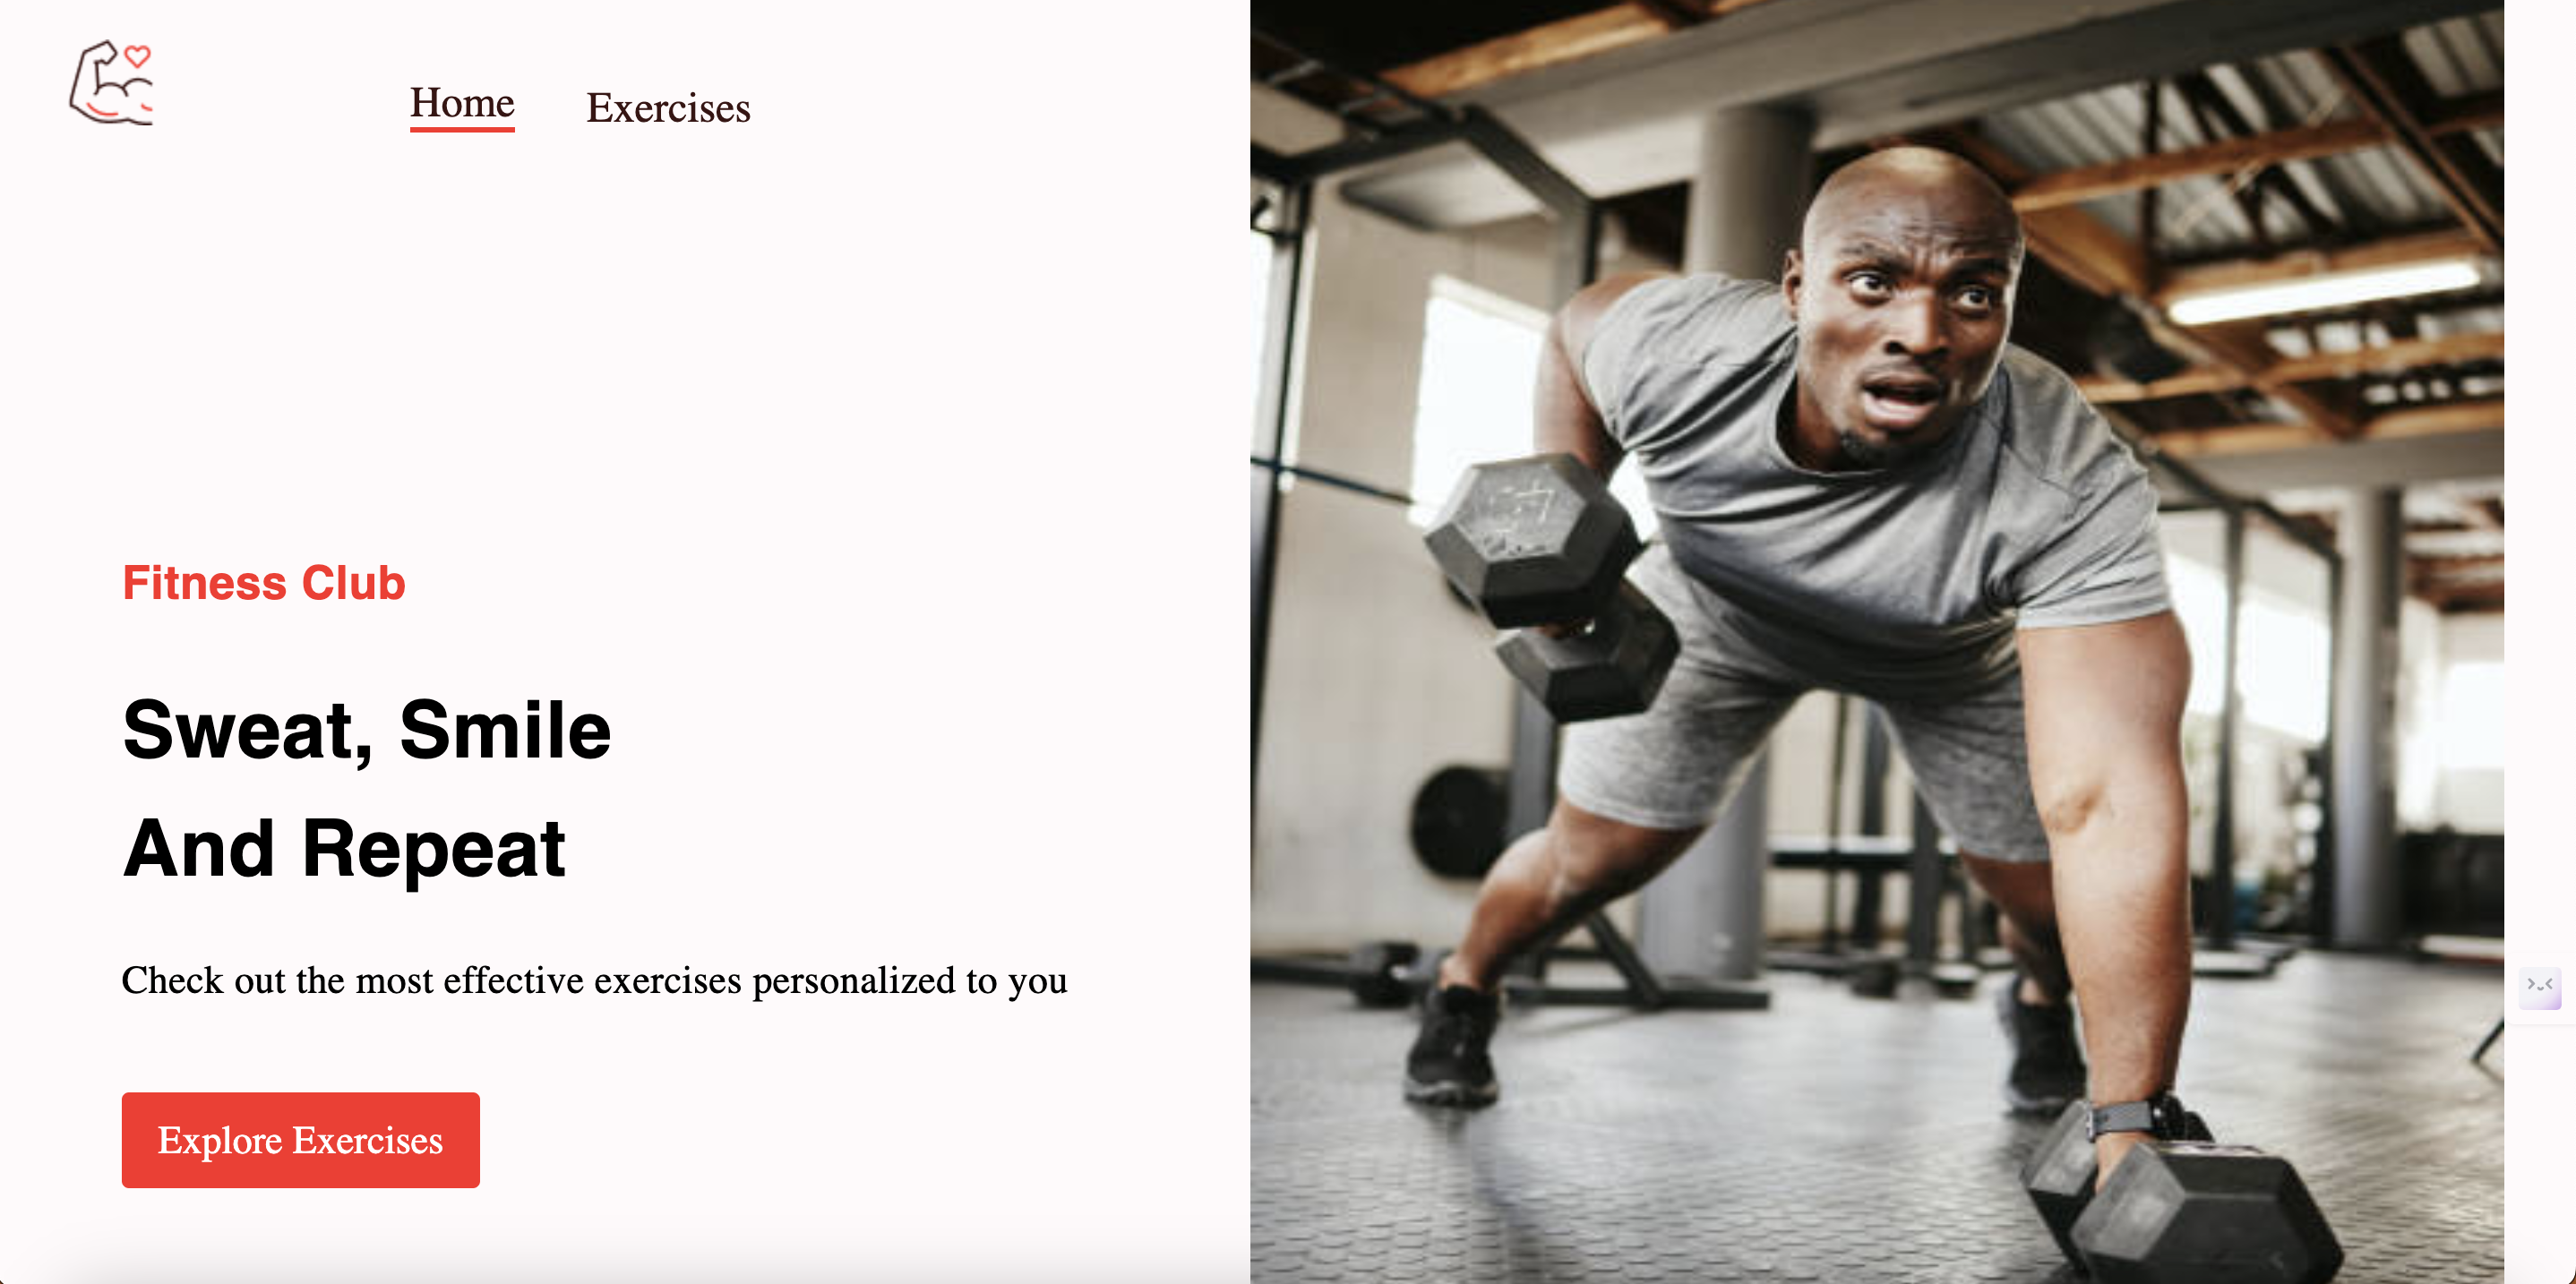 Home
Exercises
Fitness Club
Sweat, Smile
And Repeat
Check out the most effective exercises personalized to you
Explore Exercises